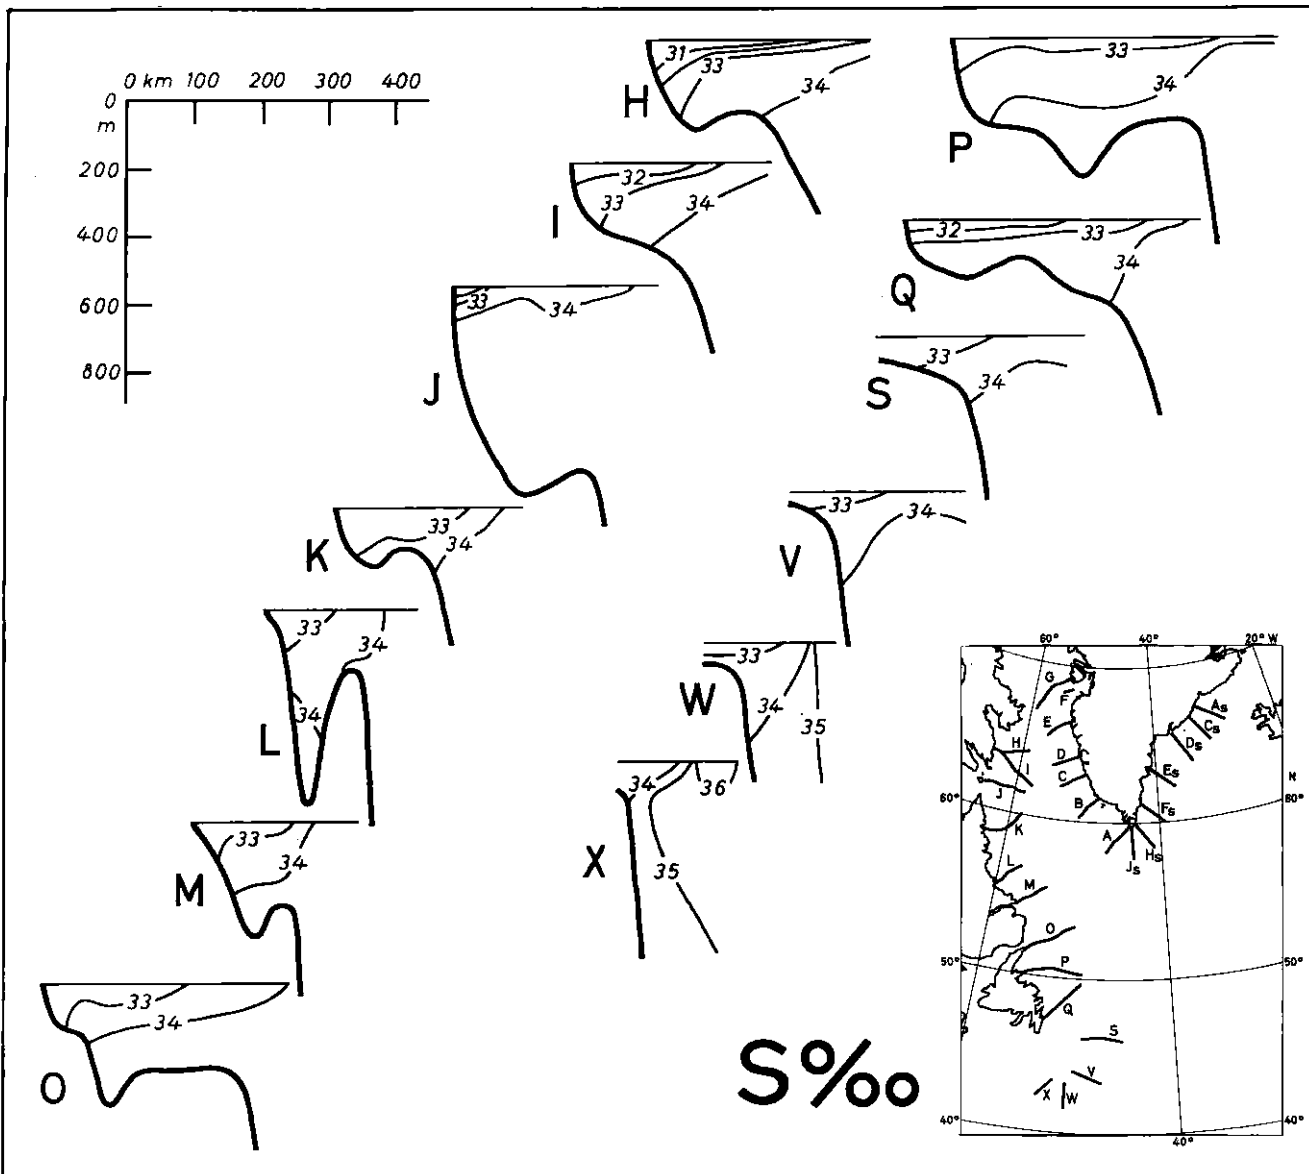 0 km 100 200 300 400
0
m
200
400
600
800
H
31
33
34
P
33
34
I
32
33
34
Q
32
33
34
J
33
34
S
33
34
K
33
34
V
33
34
L
33
34
34
W
33
34
35
M
33
34
X
34
36
35
O
33
34
S‰
60° 40° 20° W
G
F
E
D
C
B
A
As
Cs
Ds
Es
Fs
Hs
Js
H
I
J
K
L
M
O
P
Q
S
V
X
W
N
60° 60°
50° 50°
40° 40°
40°